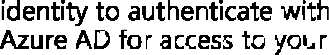 identity to authenticate with
Azure AD for access to your